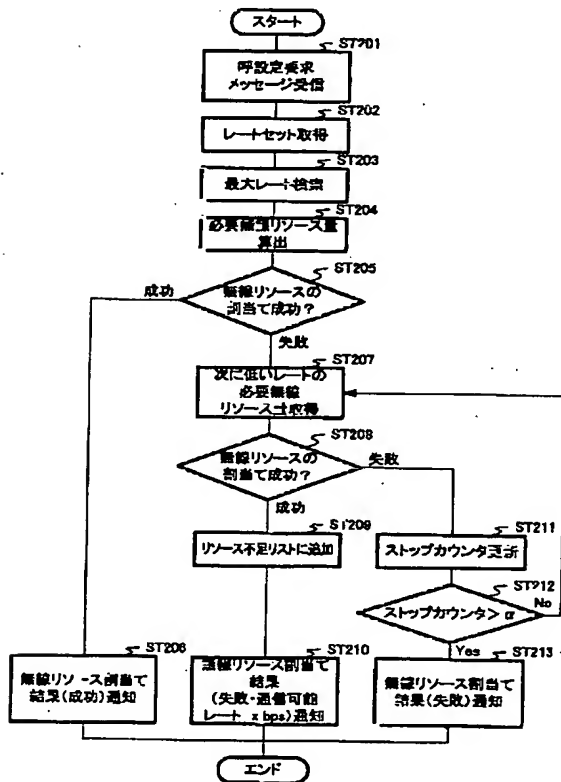 スタート
ST201
呼設定要求
メッセージ受信
ST202
レートセット取得
ST203
最大レート検索
ST204
必要無線リソース量
算出
ST205
無線リソースの
割当て成功？
成功
失敗
ST207
次に低いレートの
必要無線
リソース量取得
ST208
無線リソースの
割当て成功？
失敗
成功
ST209
リソース不足リストに追加
ST211
ストップカウンタ更新
ST212
ストップカウンタ> α
No
Yes
ST206
無線リソース割当て
結果(成功)通知
ST210
無線リソース割当て
結果
(失敗・通信可能
レート x bps)通知
ST213
無線リソース割当て
結果(失敗)通知
エンド